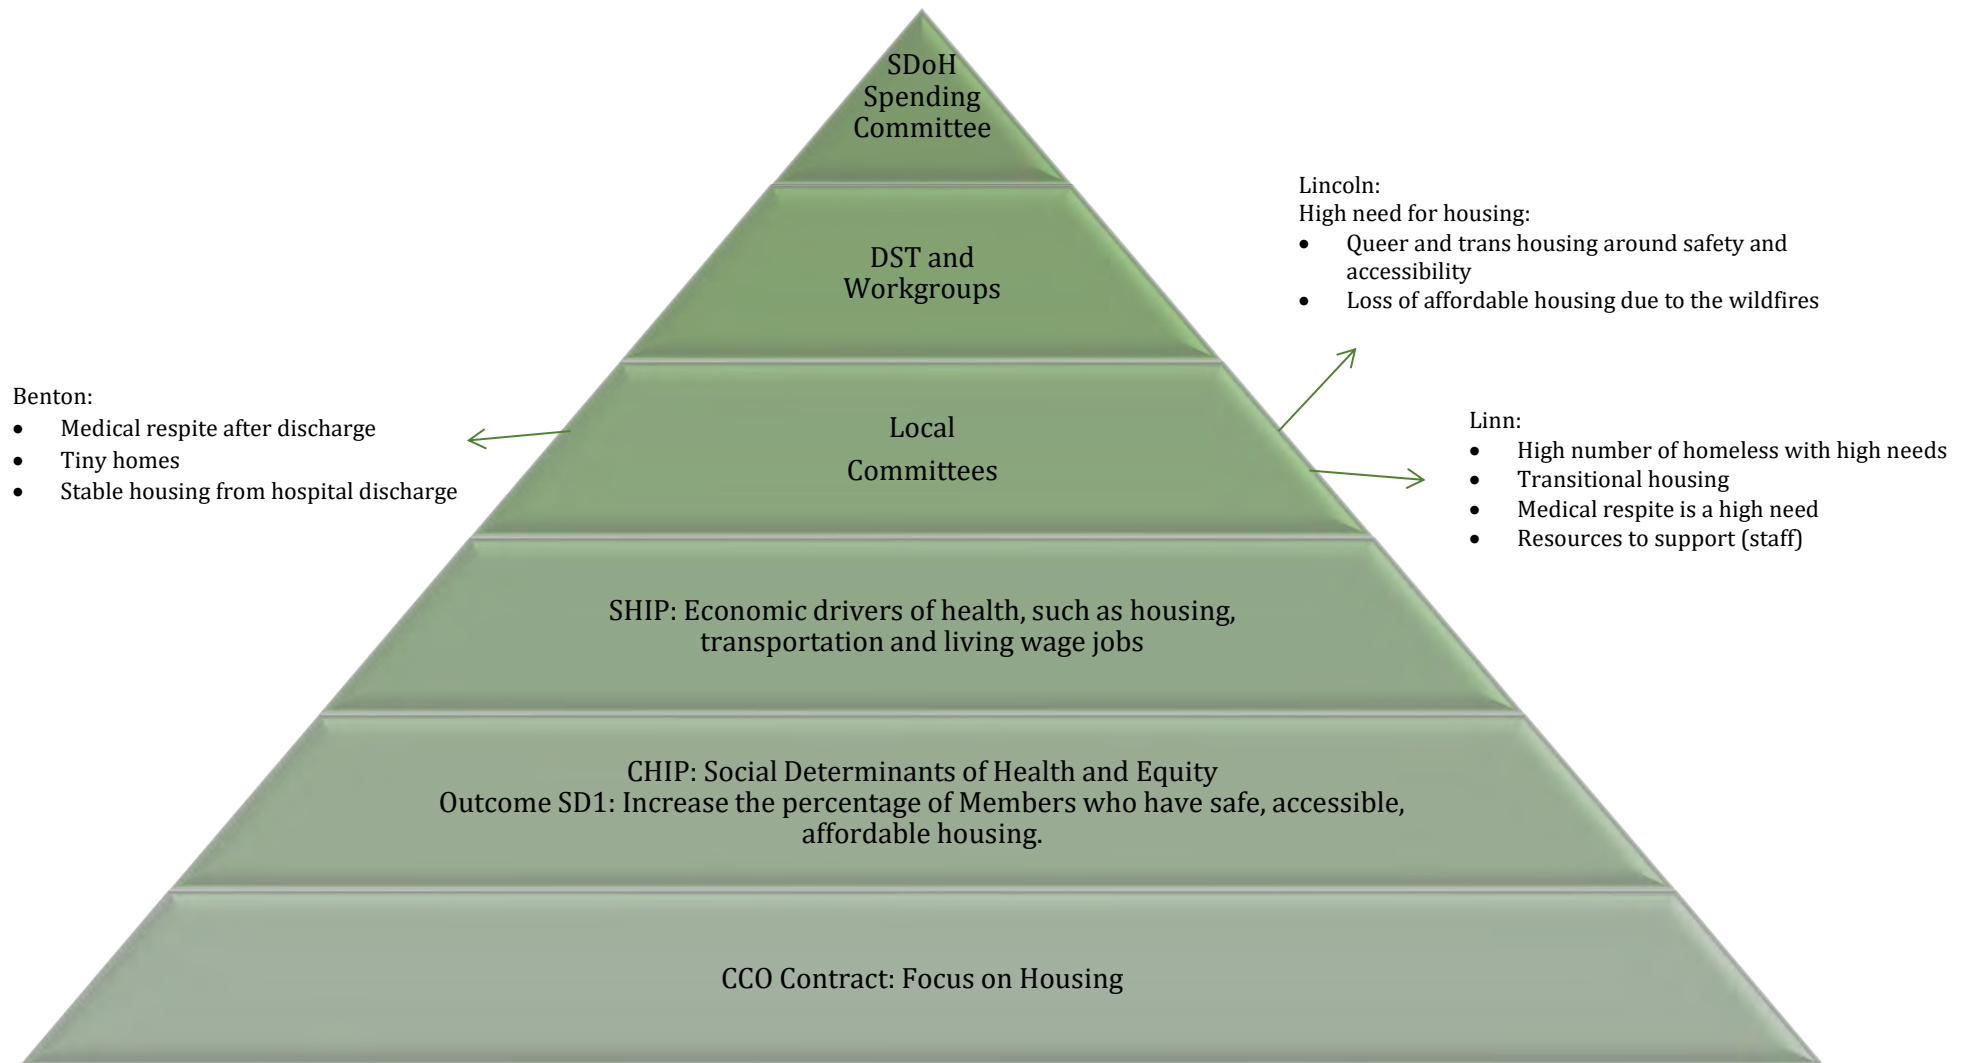 SDoH
Spending
Committee
DST and
Workgroups
Lincoln:
High need for housing:
• Queer and trans housing around safety and
accessibility
• Loss of affordable housing due to the wildfires
Benton:
• Medical respite after discharge
• Tiny homes
• Stable housing from hospital discharge
Local
Committees
Linn:
• High number of homeless with high needs
• Transitional housing
• Medical respite is a high need
• Resources to support (staff)
SHIP: Economic drivers of health, such as housing,
transportation and living wage jobs
CHIP: Social Determinants of Health and Equity
Outcome SD1: Increase the percentage of Members who have safe, accessible,
affordable housing.
CCO Contract: Focus on Housing